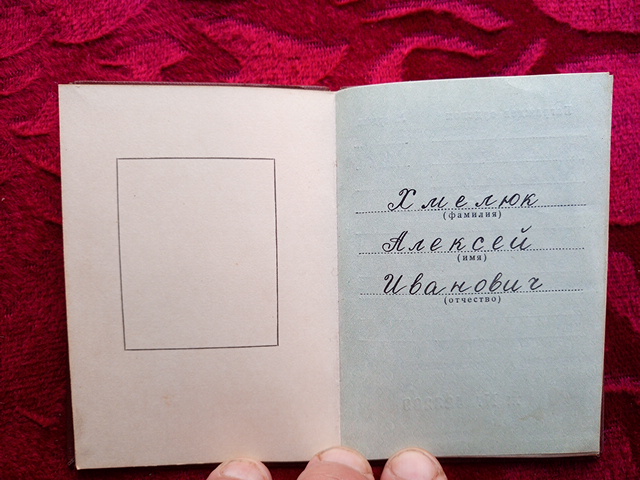 Хмелюк
(фамилия)
Алексей
(имя)
Иванович
(отчество)